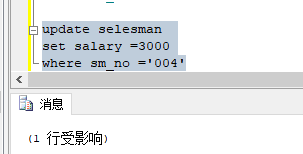 update selesman
set salary =3000
where sm_no ='004'
消息
(1 行受影响)